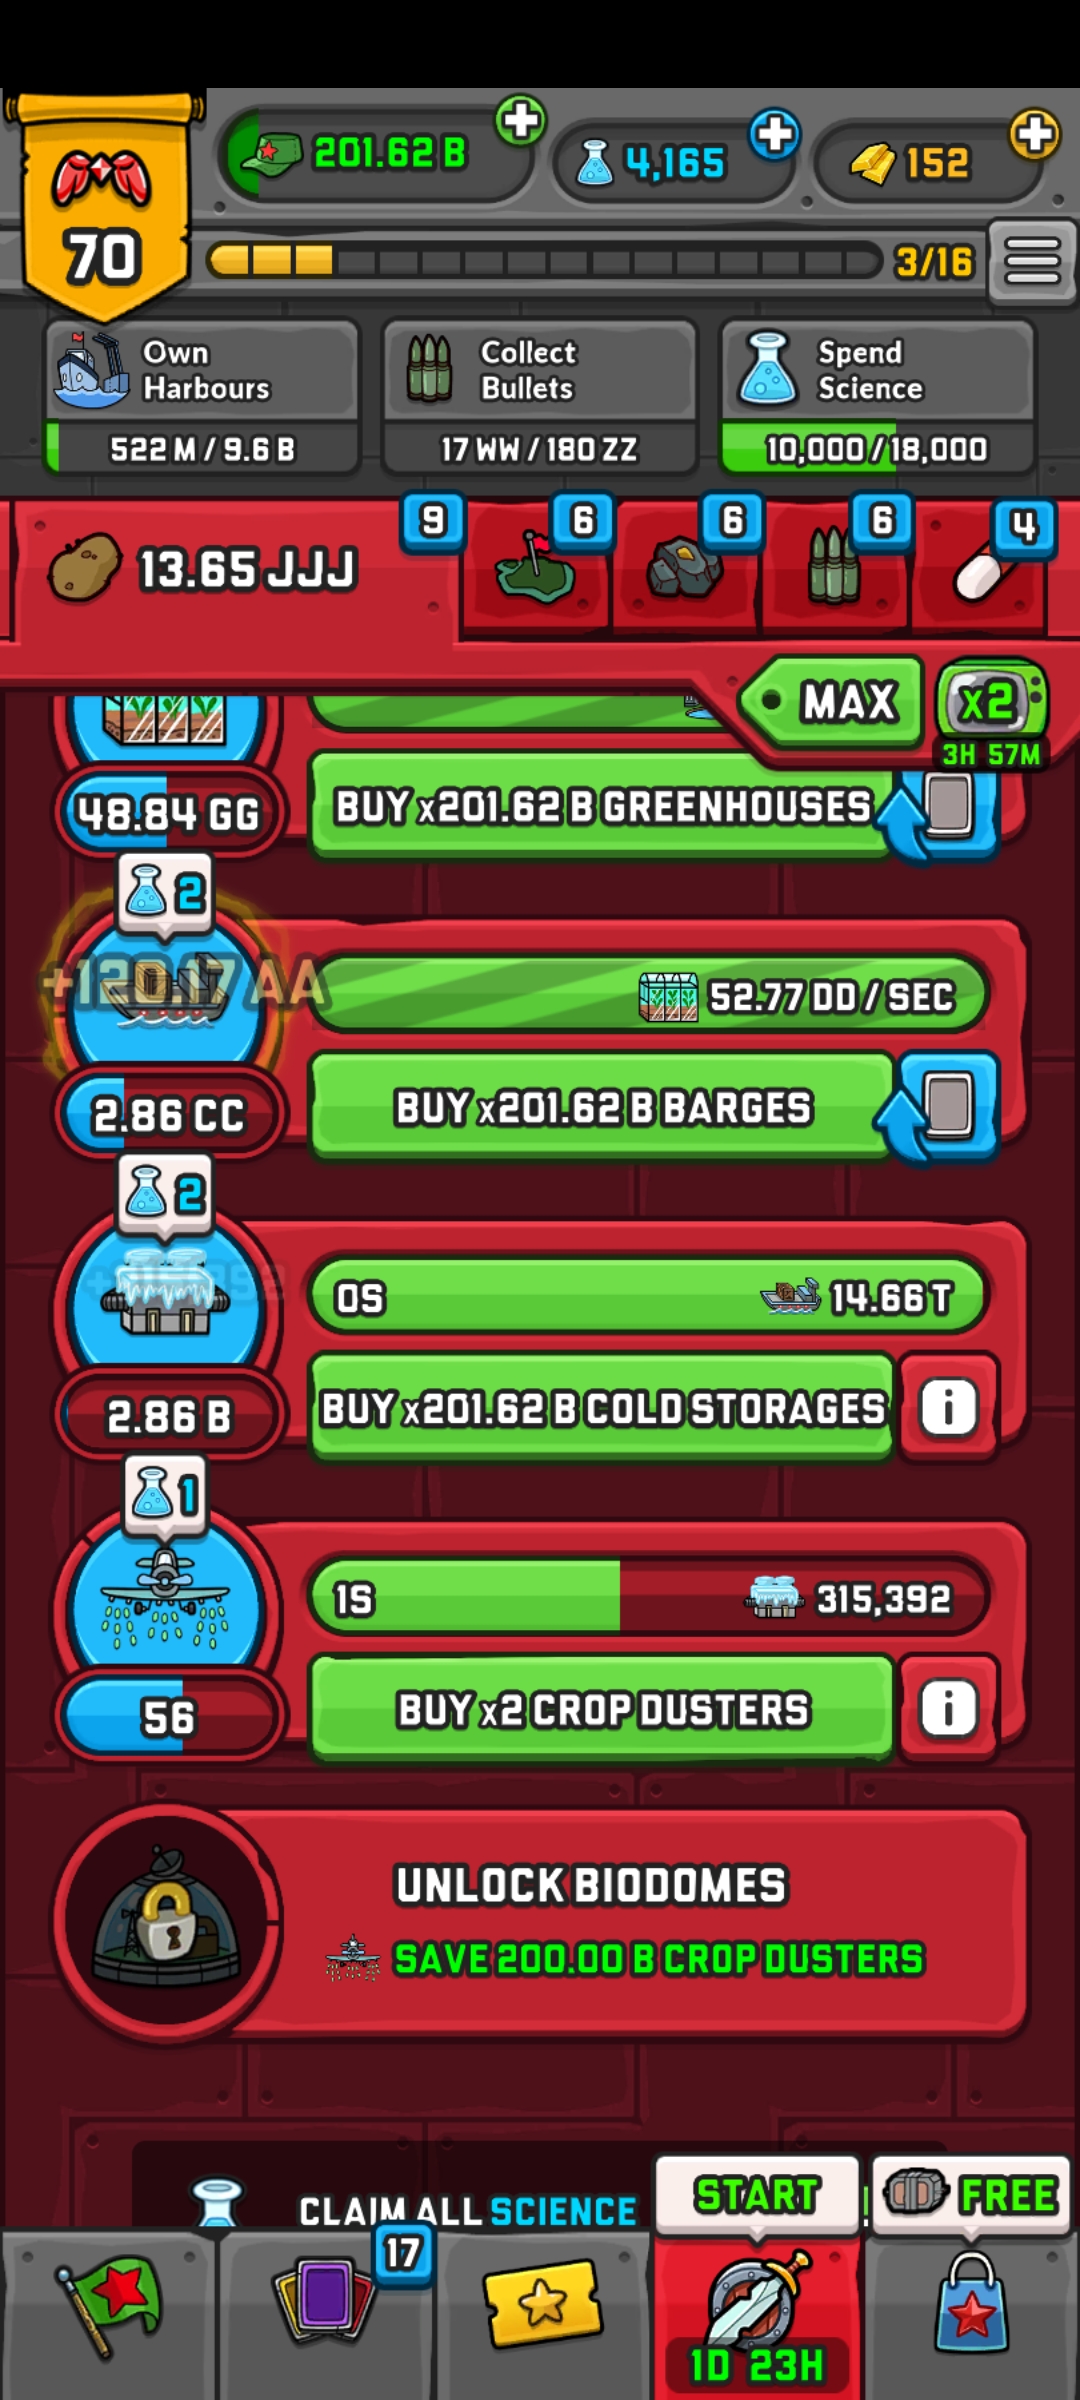 201.62 B
4,165
152
70
3/16
Own
Harbours
522 M / 9.6 B
Collect
Bullets
17 WW / 180 ZZ
Spend
Science
10,000 / 18,000
13.65 JJJ
9
6
6
6
4
MAX
x2
3H 57M
48.84 GG
BUY x201.62 B GREENHOUSES
2
+120.17 AA
52.77 DD / SEC
2.86 CC
BUY x201.62 B BARGES
2
0S
14.66 T
2.86 B
BUY x201.62 B COLD STORAGES
i
1
1S
315,392
56
BUY x2 CROP DUSTERS
i
UNLOCK BIODOMES
SAVE 200.00 B CROP DUSTERS
CLAIM ALL SCIENCE
START
FREE
17
1D 23H